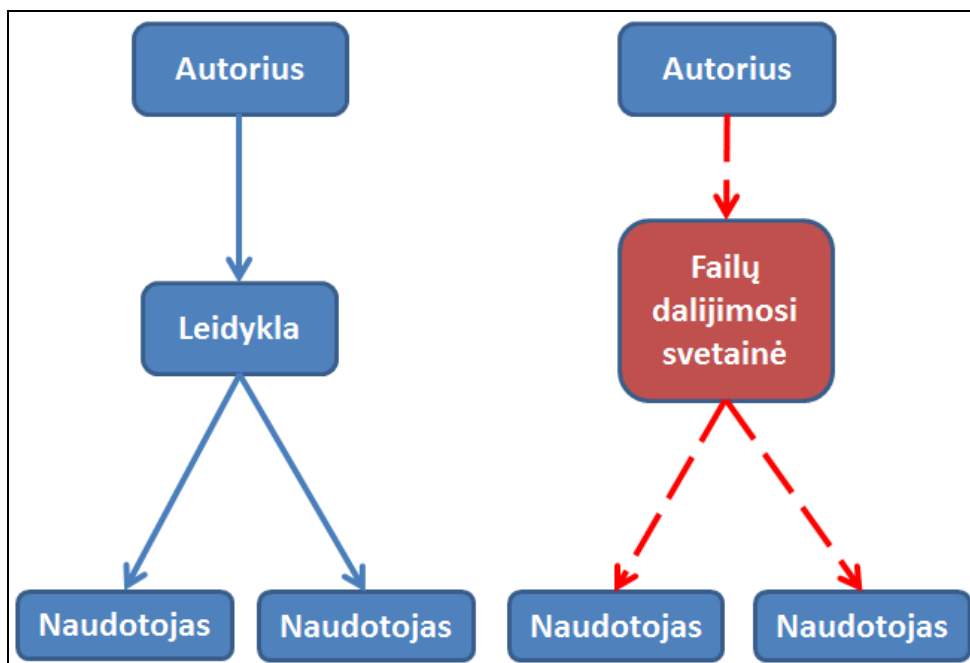 Autorius
Autorius
Leidykla
Failų
dalijimosi
svetainė
Naudotojas
Naudotojas
Naudotojas
Naudotojas